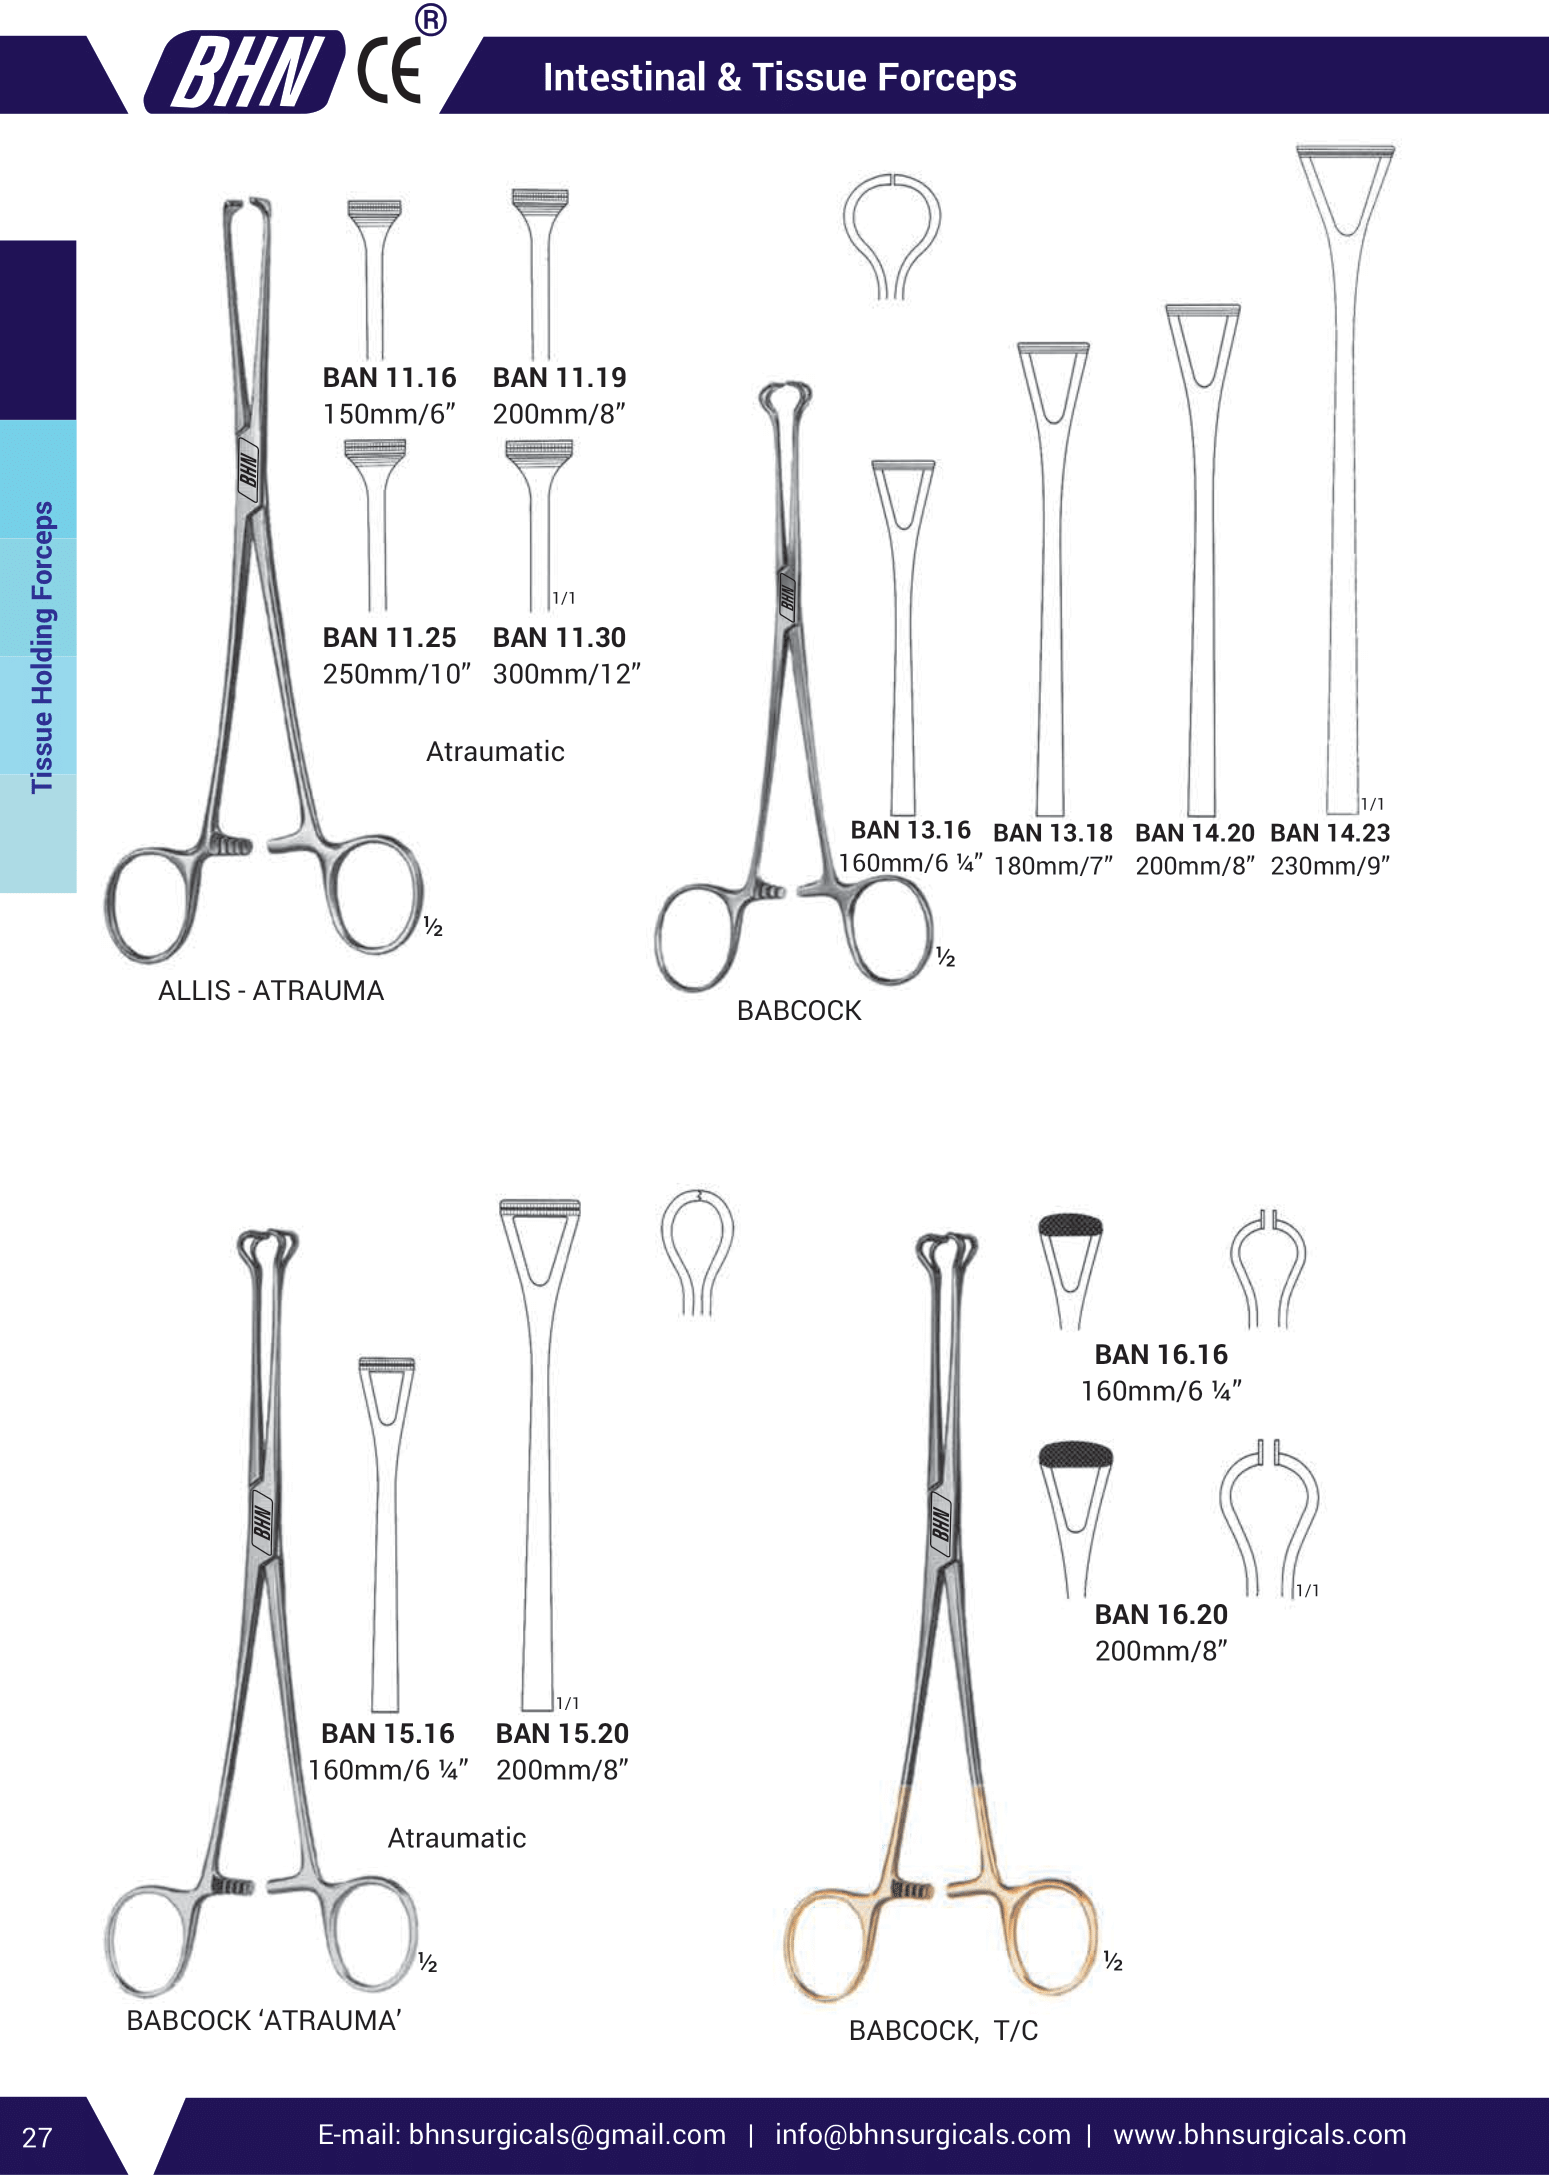 BHN CE ®
Intestinal & Tissue Forceps
Tissue Holding Forceps
BAN 11.16 BAN 11.19
150mm/6” 200mm/8”
1/1
BAN 11.25 BAN 11.30
250mm/10” 300mm/12”
Atraumatic
BHN
½
ALLIS - ATRAUMA
BHN
1/1
BAN 13.16 BAN 13.18 BAN 14.20 BAN 14.23
160mm/6 ¼” 180mm/7” 200mm/8” 230mm/9”
½
BABCOCK
BHN
1/1
BAN 15.16 BAN 15.20
160mm/6 ¼” 200mm/8”
Atraumatic
½
BABCOCK ‘ATRAUMA’
BAN 16.16
160mm/6 ¼”
BHN
1/1
BAN 16.20
200mm/8”
½
BABCOCK, T/C
27
E-mail: bhnsurgicals@gmail.com | info@bhnsurgicals.com | www.bhnsurgicals.com